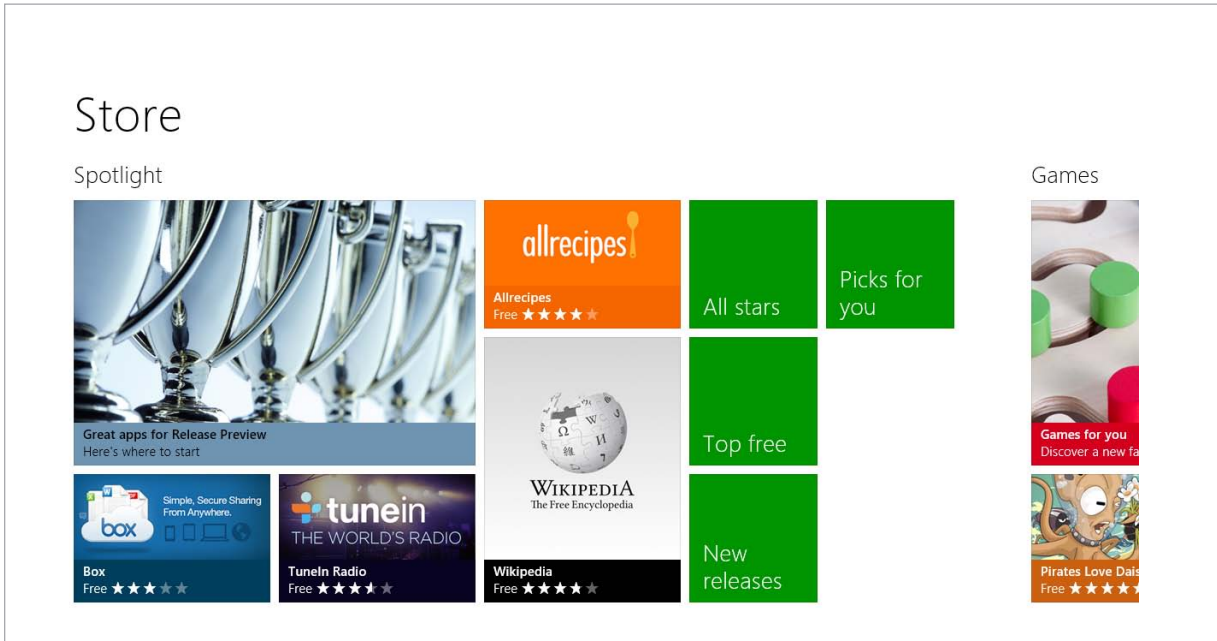 Store
Spotlight
Great apps for Release Preview
Here's where to start
box
Simple, Secure Sharing
From Anywhere.
Box
Free
tunein
THE WORLD'S RADIO
TuneIn Radio
Free
allrecipes
Allrecipes
Free
WIKIPEDIA
The Free Encyclopedia
Wikipedia
Free
All stars
Top free
New
releases
Picks for
you
Games
Games for you
Discover a new fa
Pirates Love Dais
Free